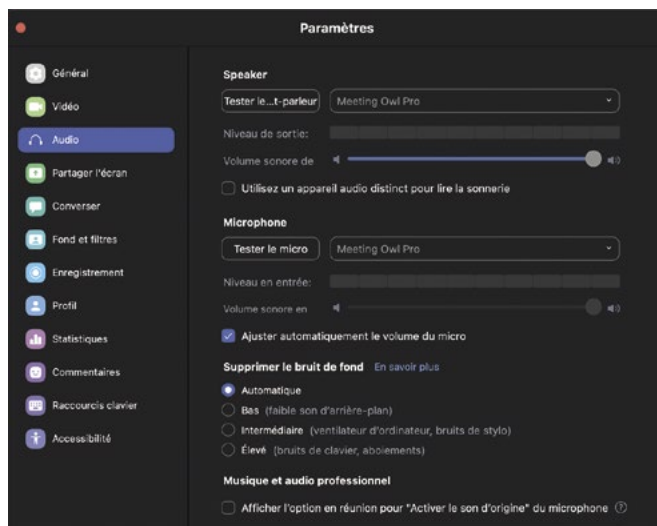 Paramètres
Général
Vidéo
Audio
Partager l'écran
Converser
Fond et filtres
Enregistrement
Profil
Statistiques
Commentaires
Raccourcis clavier
Accessibilité
Speaker
Tester le...t-parleur Meeting Owl Pro
Niveau de sortie:
Volume sonore de
Utilisez un appareil audio distinct pour lire la sonnerie
Microphone
Tester le micro Meeting Owl Pro
Niveau en entrée:
Volume sonore en
Ajuster automatiquement le volume du micro
Supprimer le bruit de fond En savoir plus
Automatique
Bas (faible son d'arrière-plan)
Intermédiaire (ventilateur d'ordinateur, bruits de stylo)
Élevé (bruits de clavier, aboiements)
Musique et audio professionnel
Afficher l'option en réunion pour "Activer le son d'origine" du microphone ?